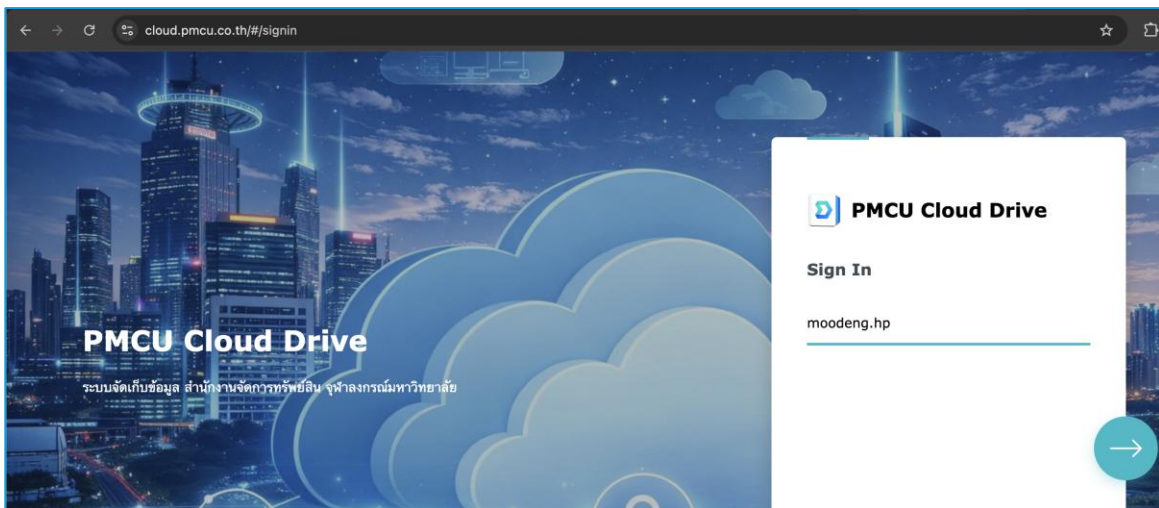 cloud.pmcu.co.th/#/signin
PMCU Cloud Drive
Sign In
moodeng.hp
PMCU Cloud Drive
ระบบจัดเก็บข้อมูล สำนักงานจัดการทรัพย์สิน จุฬาลงกรณ์มหาวิทยาลัย